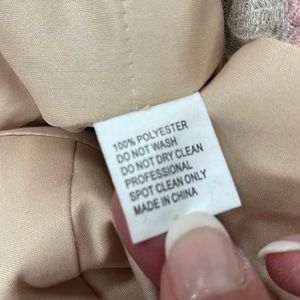 100% POLYESTER
DO NOT WASH
DO NOT DRY CLEAN
PROFESSIONAL
SPOT CLEAN ONLY
MADE IN CHINA